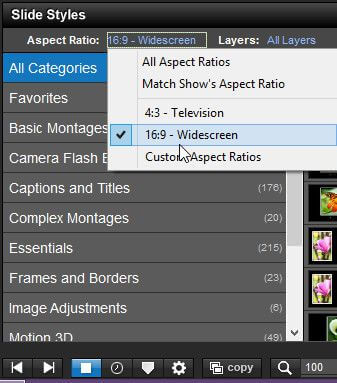 Slide Styles
Aspect Ratio: 16:9 - Widescreen Layers: All Layers
All Aspect Ratios
Match Show's Aspect Ratio
4:3 - Television
16:9 - Widescreen
Custom Aspect Ratios
All Categories
Favorites
Basic Montages
Camera Flash
Captions and Titles (176)
Complex Montages (20)
Essentials (215)
Frames and Borders (23)
Image Adjustments (6)
Motion 3D (49)
copy 100